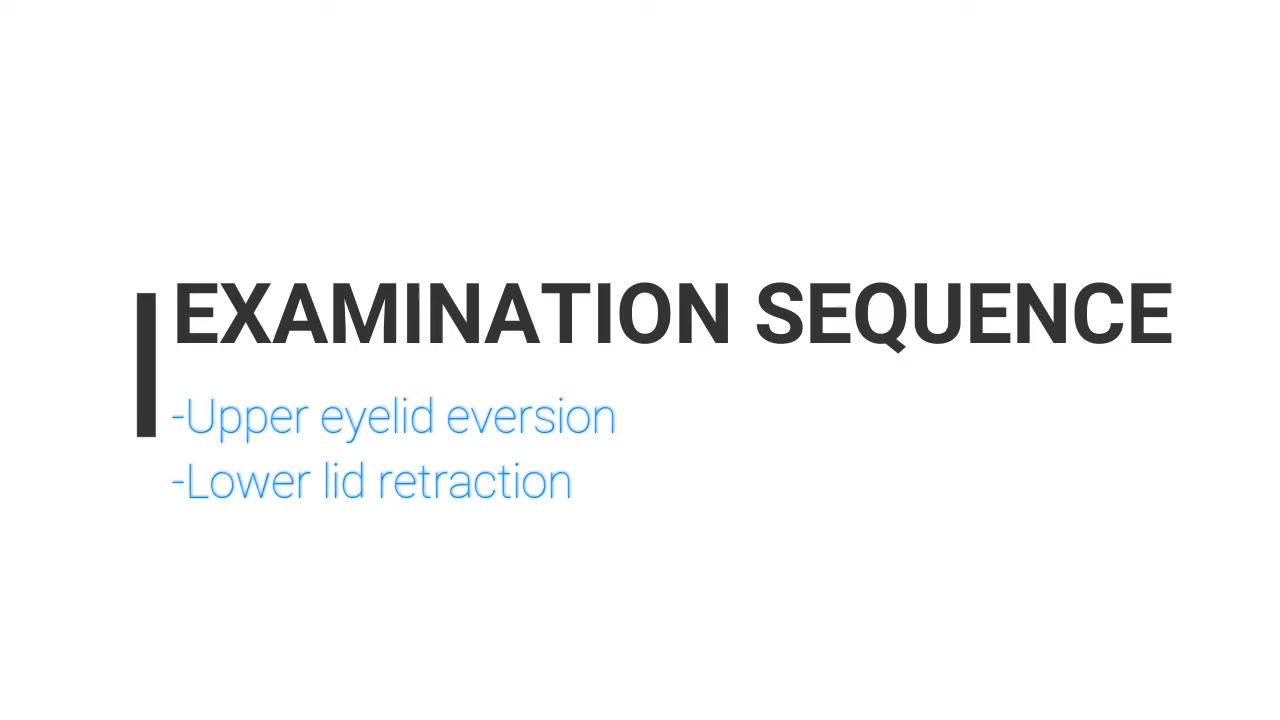 EXAMINATION SEQUENCE
-Upper eyelid eversion
-Lower lid retraction